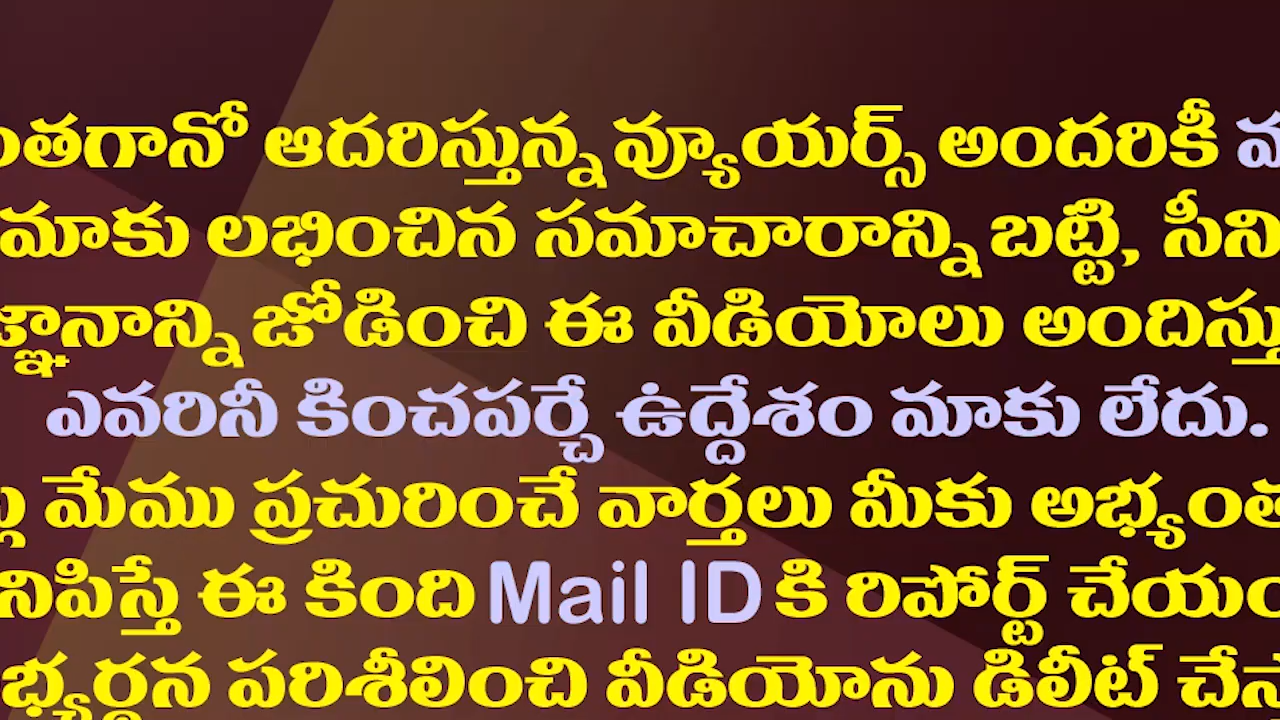 ంతగానో ఆదరిస్తున్న వ్యూయర్స్ అందరికీ
మాకు లభించిన సమాచారాన్ని బట్టి, సీని
జ్ఞానాన్ని జోడించి ఈ వీడియోలు అందిస్తు
ఎవరినీ కించపర్చే ఉద్దేశం మాకు లేదు.
మేము ప్రచురించే వార్తలు మీకు అభ్యంత
నిపిస్తే ఈ కింది Mail ID కి రిపోర్ట్ చేయం
భ్యర్థన పరిశీలించి వీడియోను డిలీట్ చేస